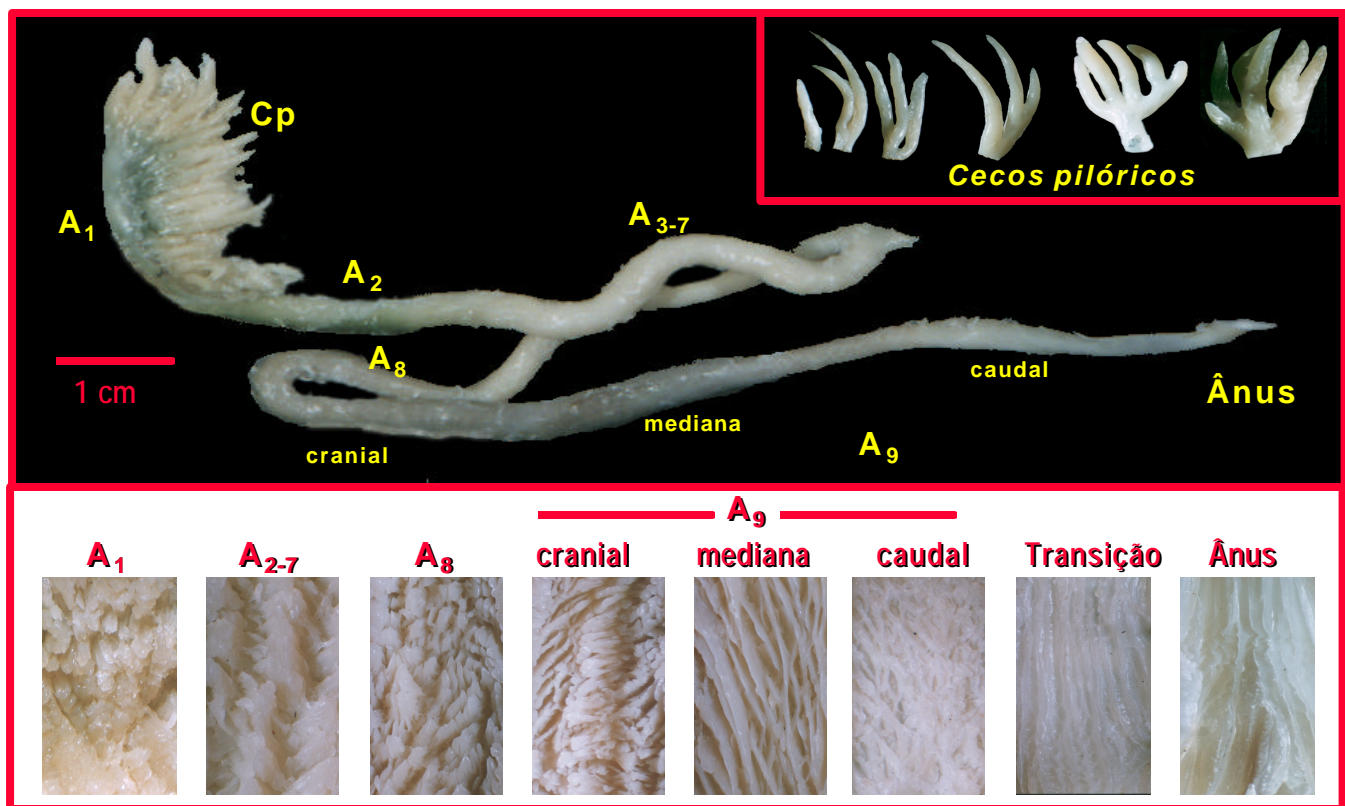 Cp
Cecos pilóricos
A1
A3-7
A2
A8
1 cm
caudal
Ânus
mediana
cranial
A9
A9
A1 A2-7 A8 cranial mediana caudal Transição Ânus